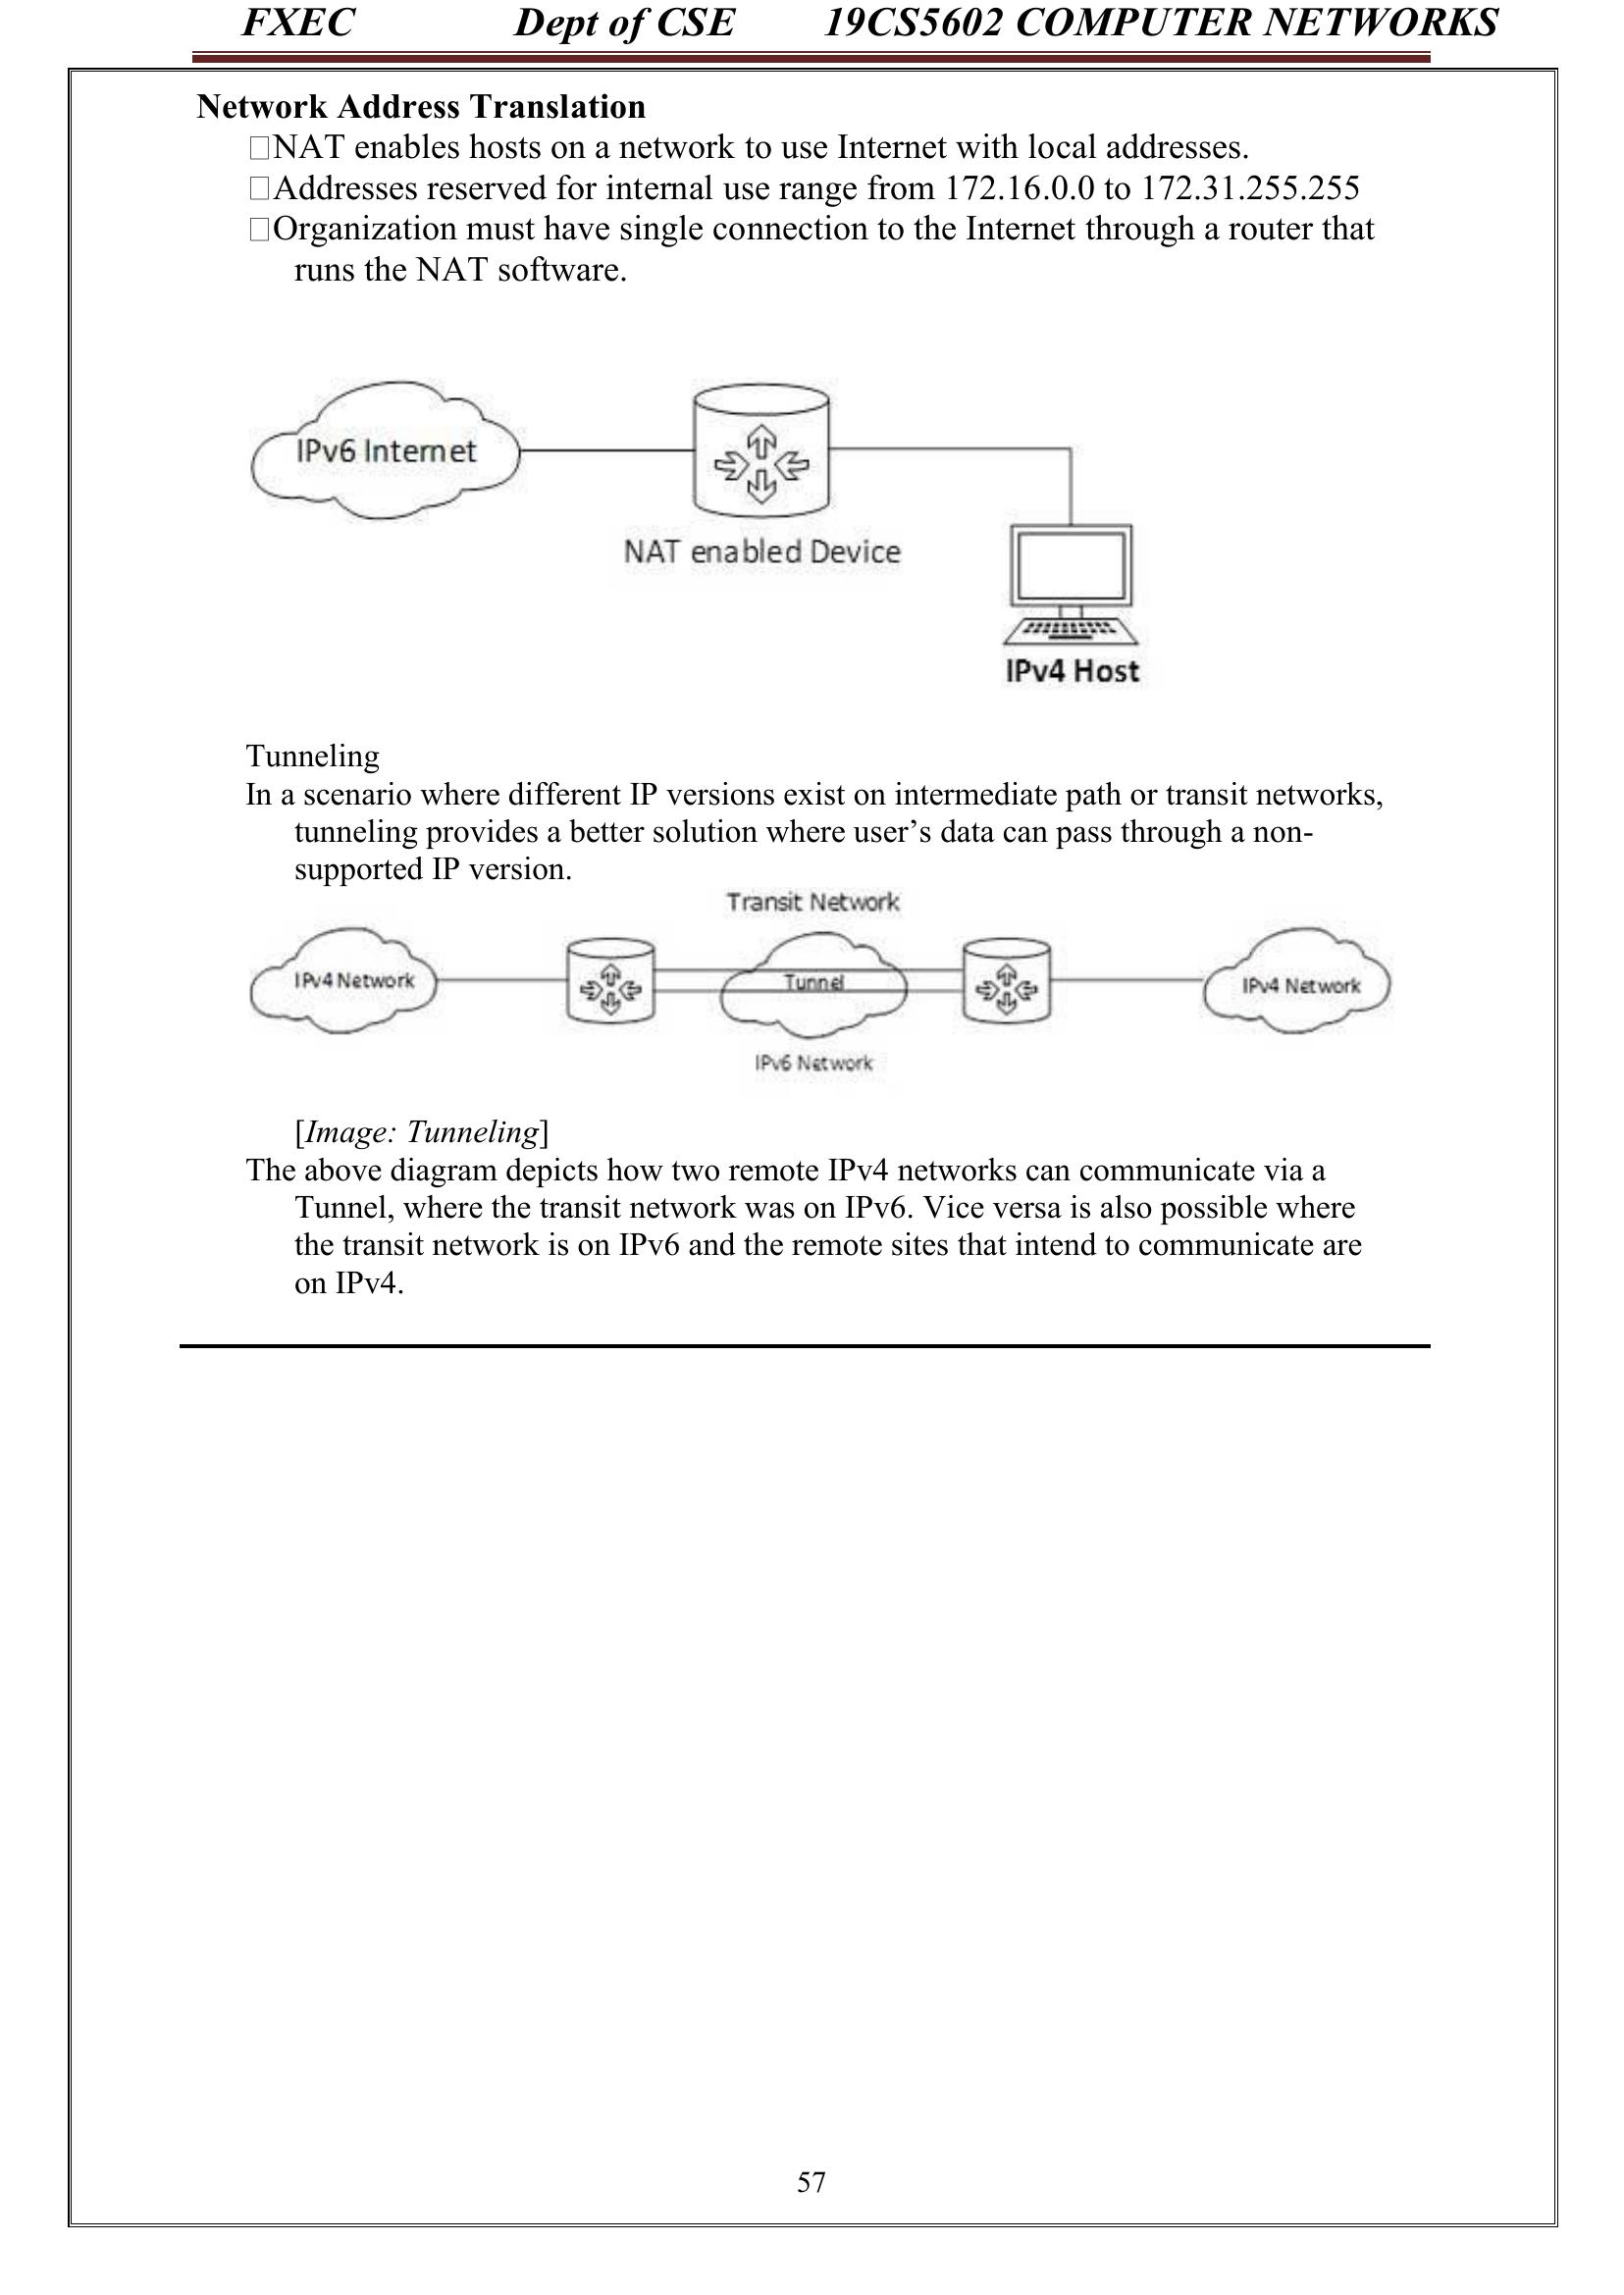 FXEC Dept of CSE 19CS5602 COMPUTER NETWORKS
Network Address Translation
□NAT enables hosts on a network to use Internet with local addresses.
□Addresses reserved for internal use range from 172.16.0.0 to 172.31.255.255
□Organization must have single connection to the Internet through a router that
runs the NAT software.
IPv6 Internet
NAT enabled Device
IPv4 Host
Tunneling
In a scenario where different IP versions exist on intermediate path or transit networks,
tunneling provides a better solution where user’s data can pass through a non-
supported IP version.
Transit Network
IPv4 Network
Tunnel
IPv4 Network
IPv6 Network
[Image: Tunneling]
The above diagram depicts how two remote IPv4 networks can communicate via a
Tunnel, where the transit network was on IPv6. Vice versa is also possible where
the transit network is on IPv6 and the remote sites that intend to communicate are
on IPv4.
57